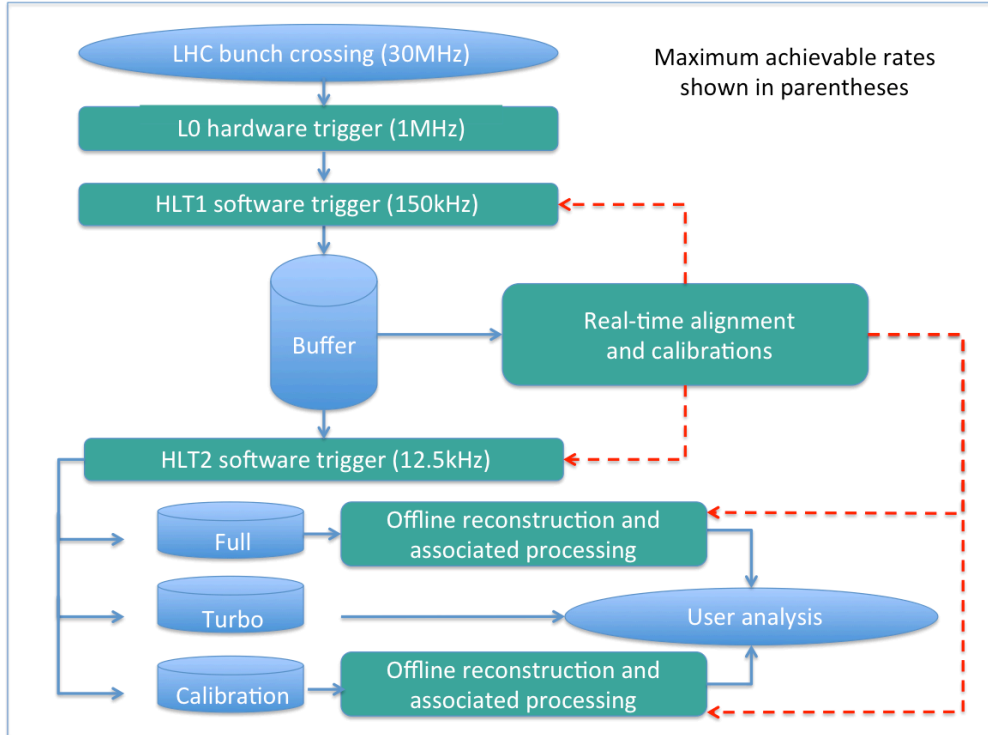 LHC bunch crossing (30MHz)
Maximum achievable rates
shown in parentheses
L0 hardware trigger (1MHz)
HLT1 software trigger (150kHz)
Buffer
Real-time alignment
and calibrations
HLT2 software trigger (12.5kHz)
Full
Offline reconstruction and
associated processing
Turbo
User analysis
Calibration
Offline reconstruction and
associated processing